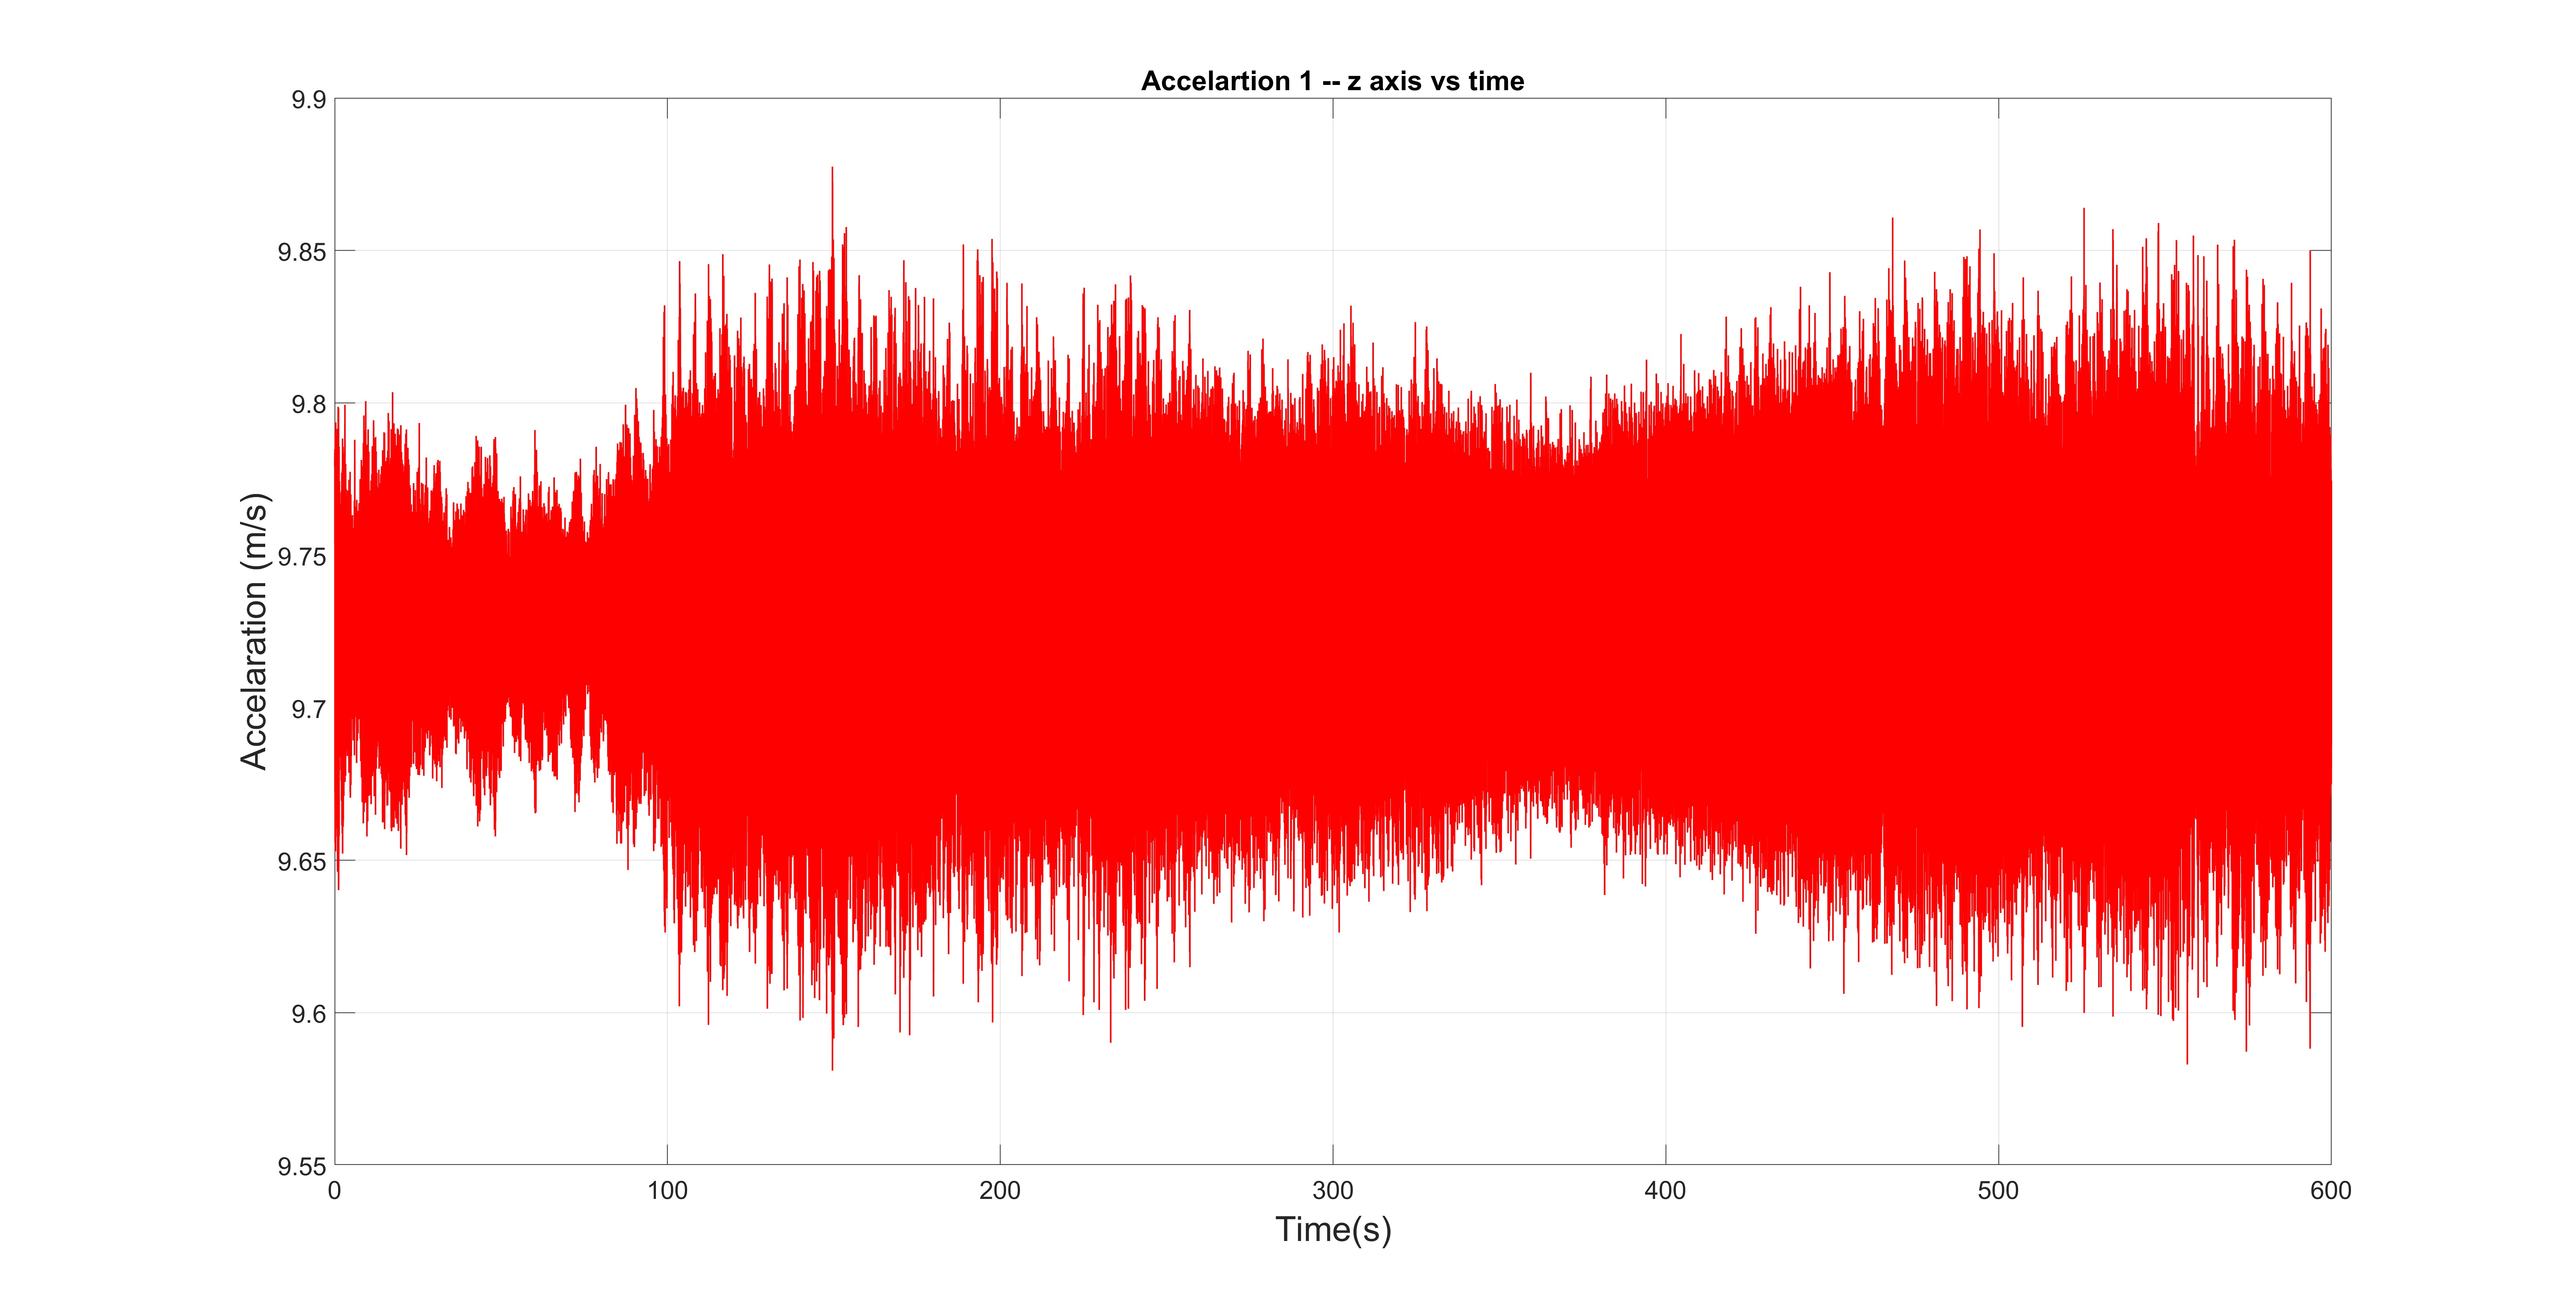 Accelartion 1 -- z axis vs time
9.9
9.85
9.8
9.75
9.7
9.65
9.6
9.55
Accelaration (m/s)
0 100 200 300 400 500 600
Time(s)